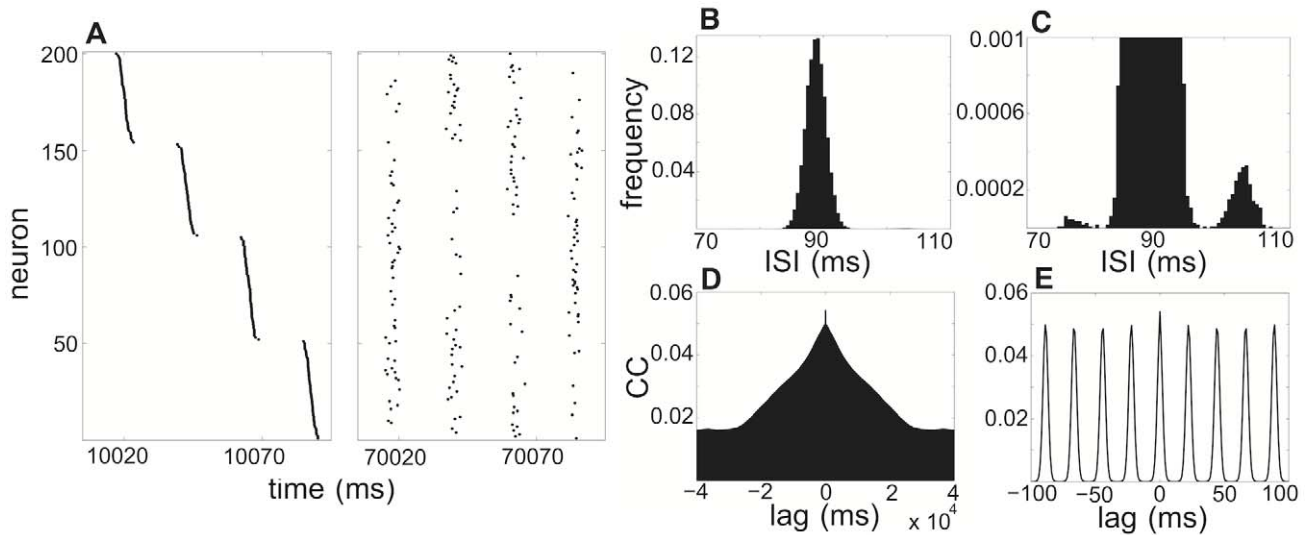 A
200
150
100
50
neuron
10020 10070
70020 70070
time (ms)
B
0.12
0.08
0.04
frequency
70 90 110
ISI (ms)
C
0.001
0.0006
0.0002
70 90 110
ISI (ms)
D
0.06
0.04
0.02
CC
−4 −2 0 2 4
lag (ms) x 10^4
E
0.06
0.04
0.02
−100 −50 0 50 100
lag (ms)